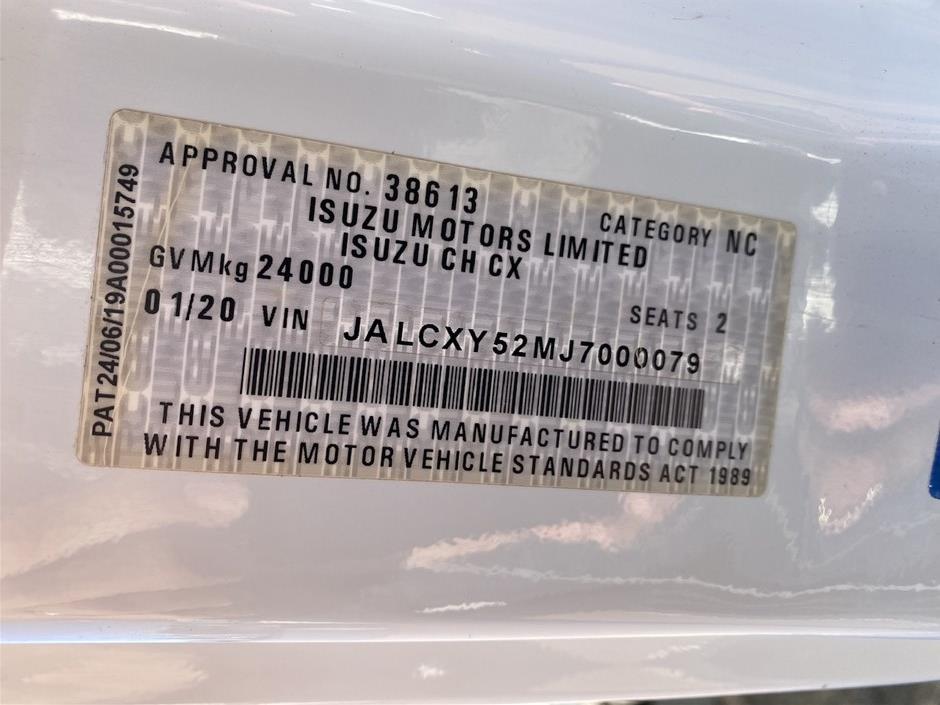 APPROVAL NO. 38613
CATEGORY NC
ISUZU MOTORS LIMITED
ISUZU CH CX
GVMkg 24000
SEATS 2
01/20 VIN JALCXY52MJ7000079
THIS VEHICLE WAS MANUFACTURED TO COMPLY
WITH THE MOTOR VEHICLE STANDARDS ACT 1989
PAT24/06/19A00015749